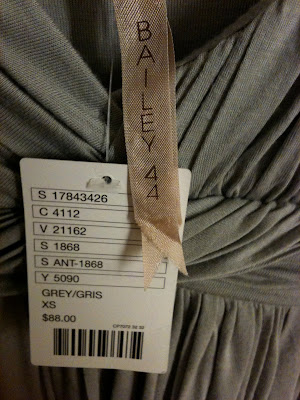 BAILEY 44
S 17843426
C 4112
V 21162
S 1868
S ANT-1868
Y 5090
GREY/GRIS
XS
$88.00